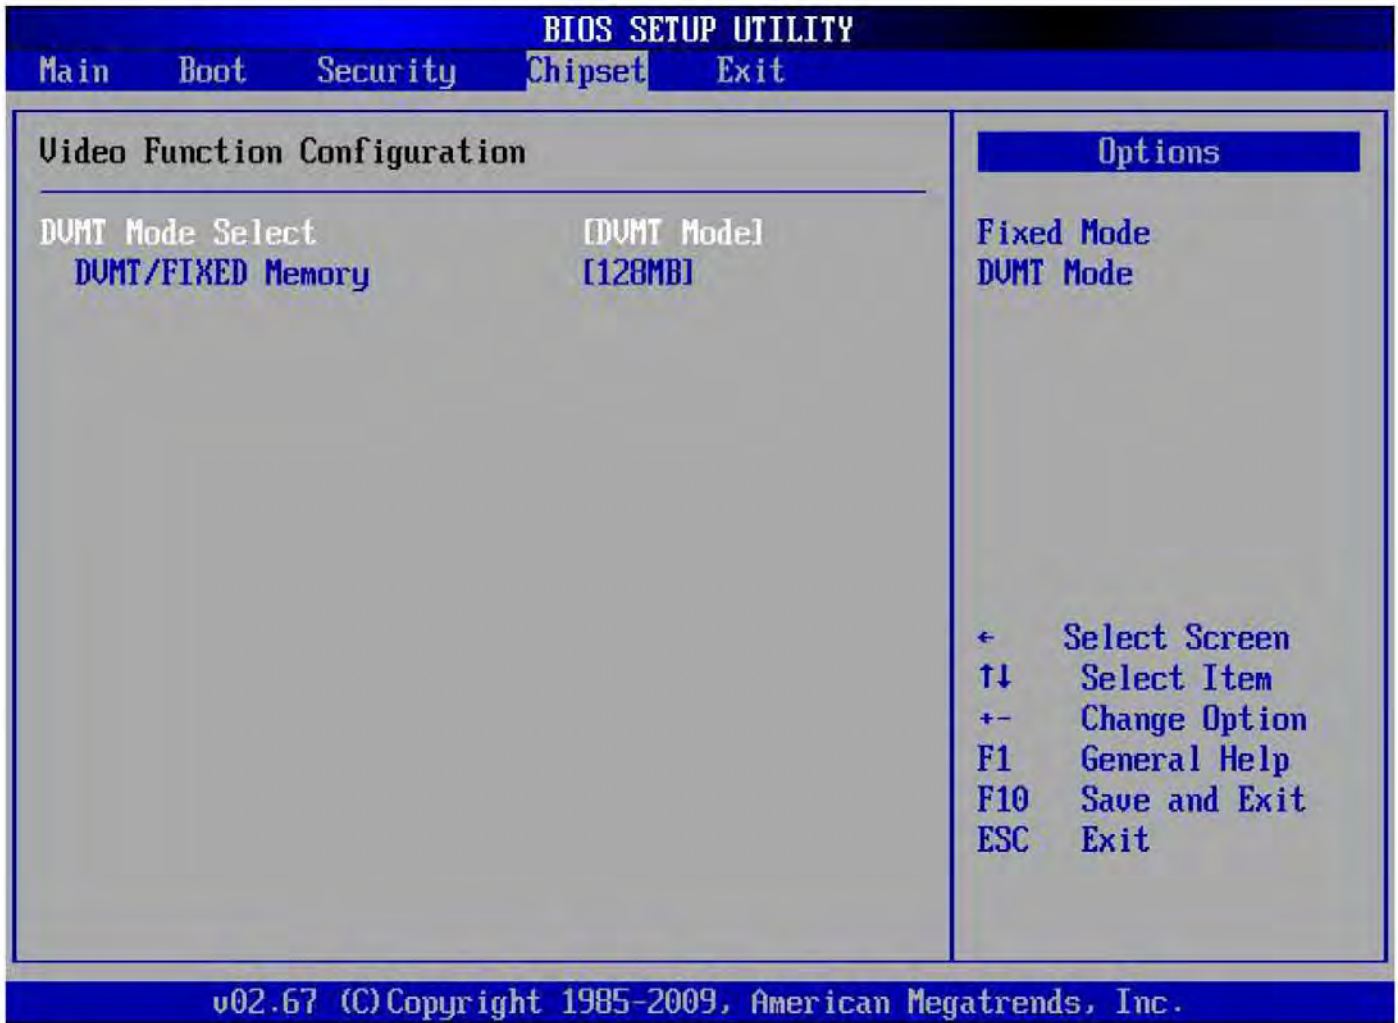 BIOS SETUP UTILITY
Main Boot Security Chipset Exit
Video Function Configuration
DVMT Mode Select [DVMT Mode]
DVMT/FIXED Memory [128MB]
Options
Fixed Mode
DVMT Mode
← Select Screen
↑↓ Select Item
+- Change Option
F1 General Help
F10 Save and Exit
ESC Exit
v02.67 (C)Copyright 1985-2009, American Megatrends, Inc.